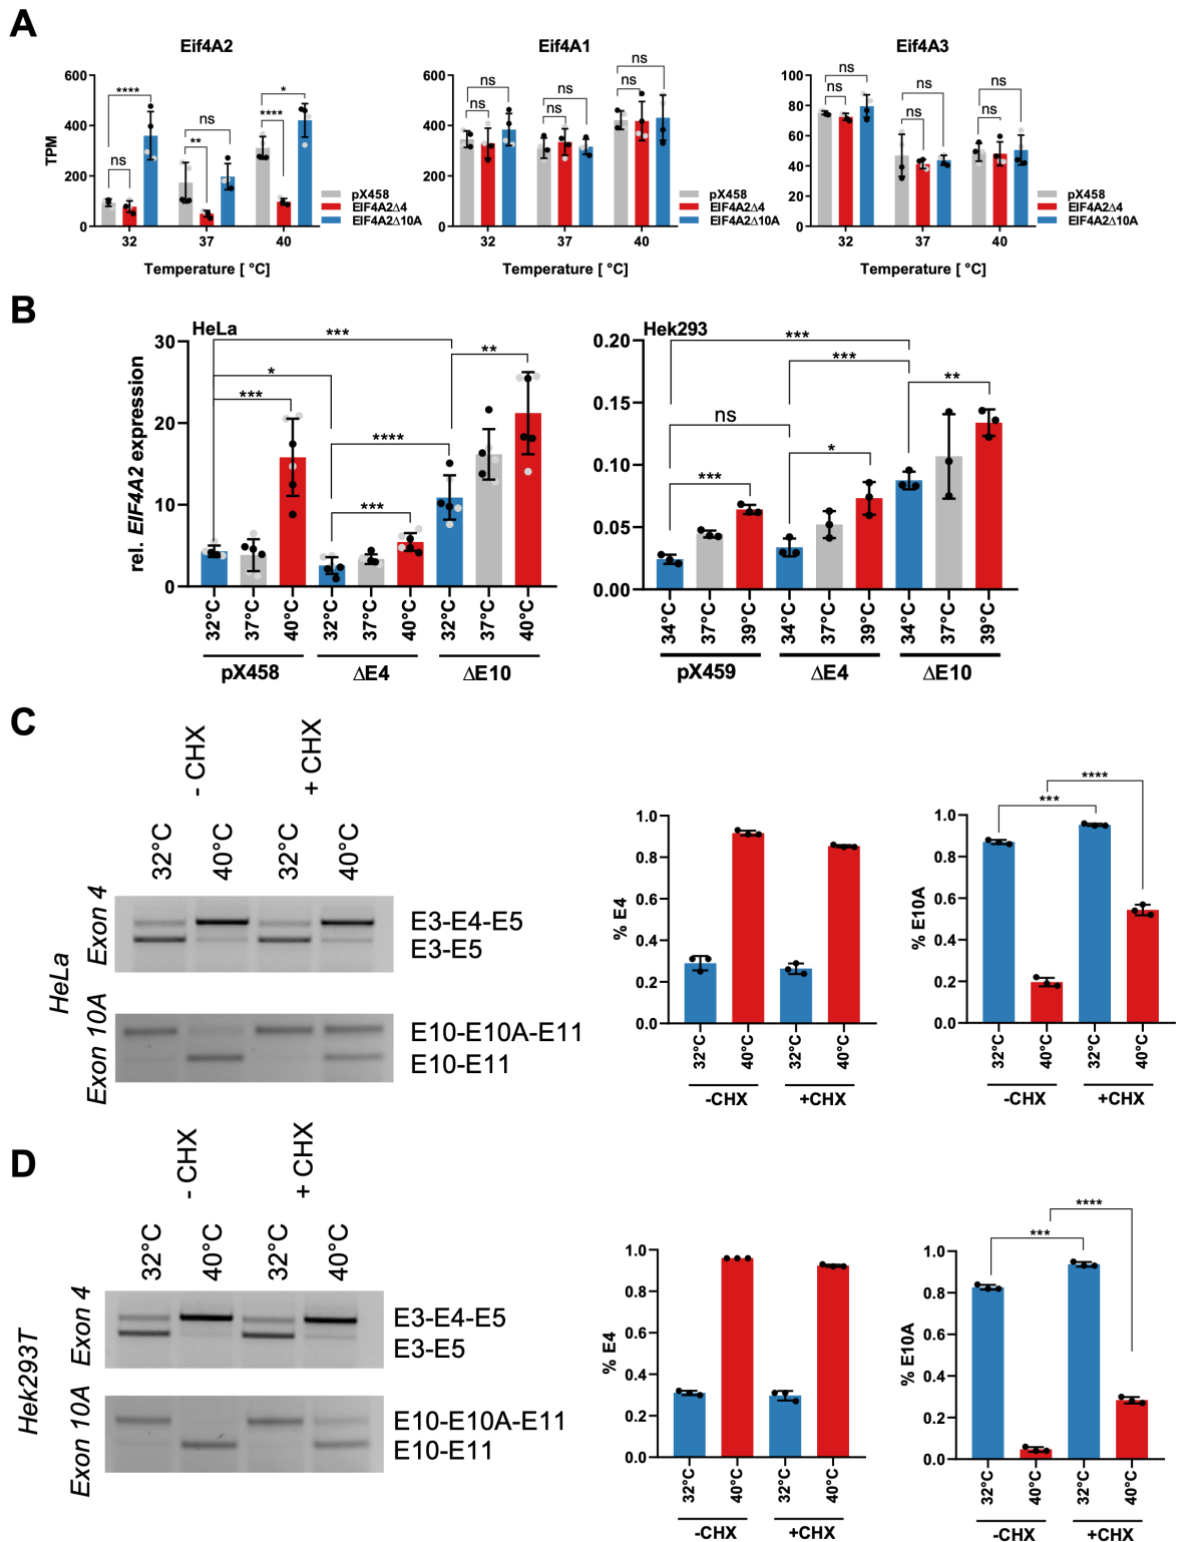 A
Eif4A2
Eif4A1
Eif4A3
TPM
600
400
200
0
**** ns
** ns
**** *
32 37 40
Temperature [ °C]
pX458
EIF4A2Δ4
EIF4A2Δ10A
600
400
200
0
ns ns
ns ns
ns ns
32 37 40
Temperature [ °C]
pX458
EIF4A2Δ4
EIF4A2Δ10A
100
80
60
40
20
0
ns ns
ns ns
ns ns
32 37 40
Temperature [ °C]
pX458
EIF4A2Δ4
EIF4A2Δ10A
B
HeLa
rel. EIF4A2 expression
30
20
10
0
***
**
*
***
****
***
32°C 37°C 40°C 32°C 37°C 40°C 32°C 37°C 40°C
pX458 ΔE4 ΔE10
Hek293
0.20
0.15
0.10
0.05
0.00
***
***
**
ns
*
***
34°C 37°C 39°C 34°C 37°C 39°C 34°C 37°C 39°C
pX459 ΔE4 ΔE10
C
- CHX + CHX
32°C 40°C 32°C 40°C
HeLa
Exon 4
E3-E4-E5
E3-E5
Exon 10A
E10-E10A-E11
E10-E11
% E4
1.0
0.8
0.6
0.4
0.2
0.0
32°C 40°C 32°C 40°C
-CHX +CHX
% E10A
1.0
0.8
0.6
0.4
0.2
0.0
****
***
32°C 40°C 32°C 40°C
-CHX +CHX
D
- CHX + CHX
32°C 40°C 32°C 40°C
Hek293T
Exon 4
E3-E4-E5
E3-E5
Exon 10A
E10-E10A-E11
E10-E11
% E4
1.0
0.8
0.6
0.4
0.2
0.0
32°C 40°C 32°C 40°C
-CHX +CHX
% E10A
1.0
0.8
0.6
0.4
0.2
0.0
****
***
32°C 40°C 32°C 40°C
-CHX +CHX